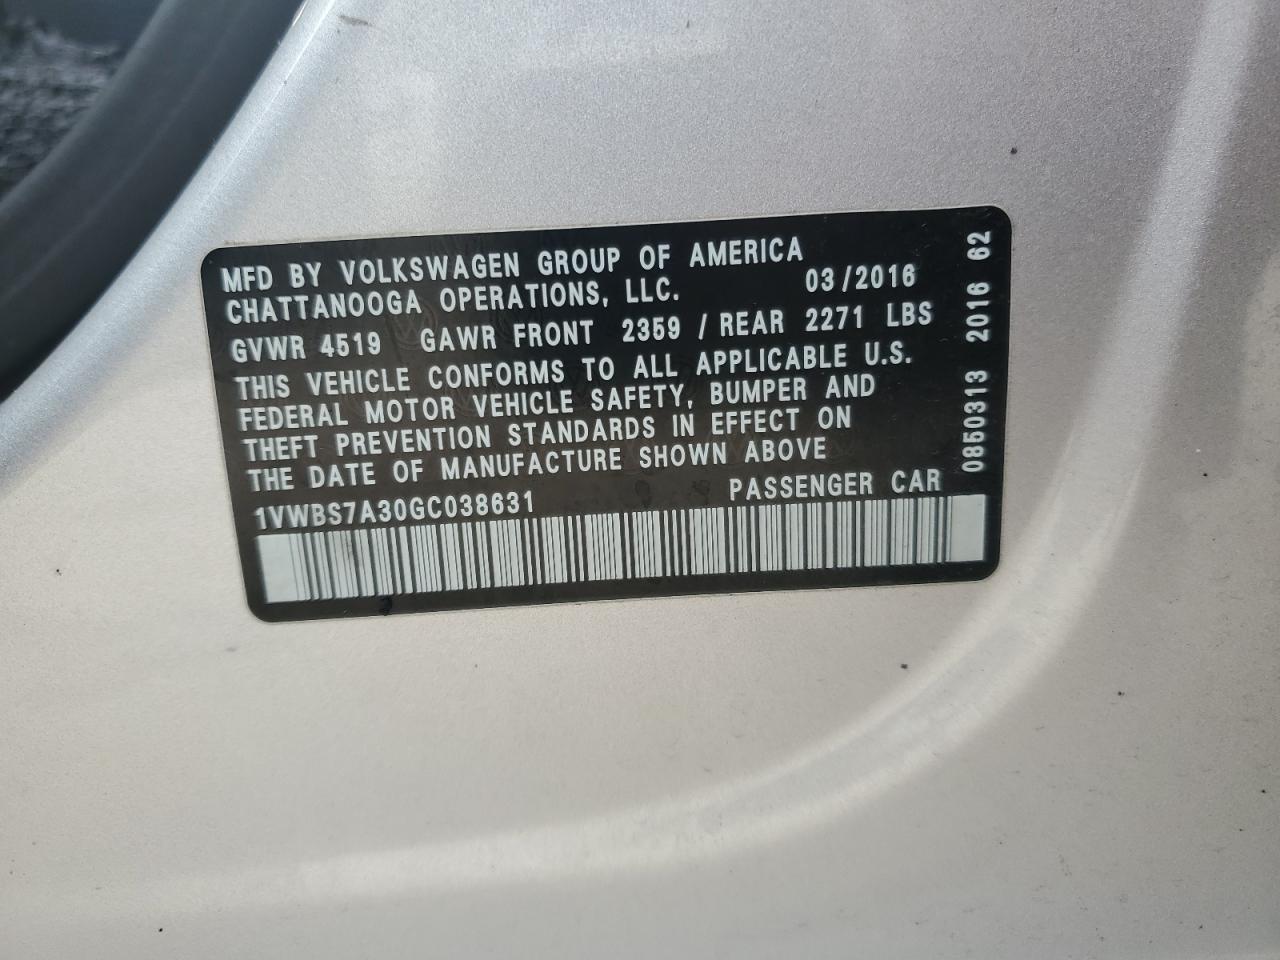 MFD BY VOLKSWAGEN GROUP OF AMERICA
CHATTANOOGA OPERATIONS, LLC. 03/2016
GVWR 4519 GAWR FRONT 2359 / REAR 2271 LBS
THIS VEHICLE CONFORMS TO ALL APPLICABLE U.S.
FEDERAL MOTOR VEHICLE SAFETY, BUMPER AND
THEFT PREVENTION STANDARDS IN EFFECT ON
THE DATE OF MANUFACTURE SHOWN ABOVE
1VWBS7A30GC038631 PASSENGER CAR
0850313 2016 62